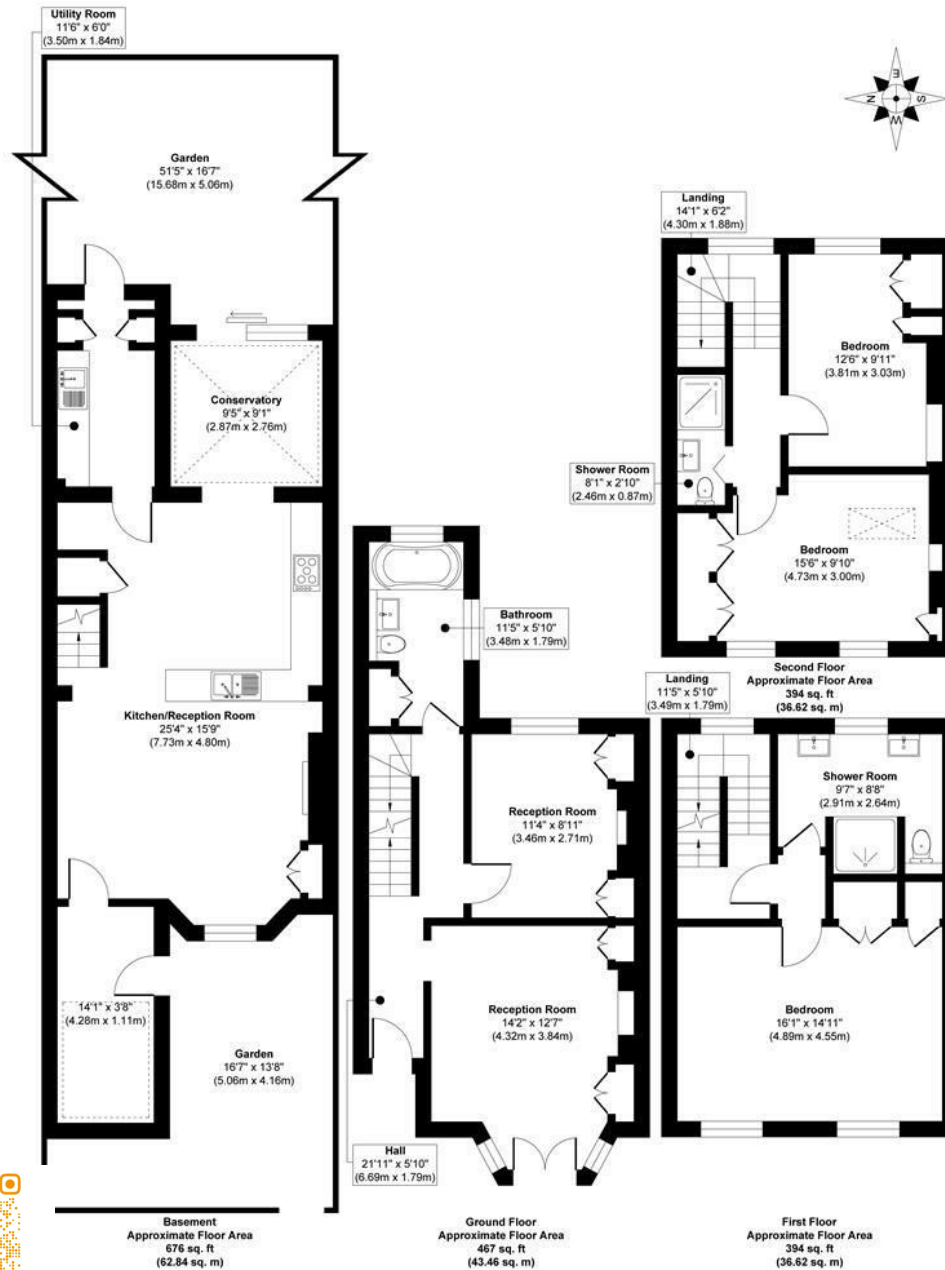 Utility Room
11'6" x 6'0"
(3.50m x 1.84m)
Garden
51'5" x 16'7"
(15.68m x 5.06m)
Conservatory
9'5" x 9'1"
(2.87m x 2.76m)
Kitchen/Reception Room
25'4" x 15'9"
(7.73m x 4.80m)
14'1" x 3'8"
(4.28m x 1.11m)
Garden
16'7" x 13'8"
(5.06m x 4.16m)
Basement
Approximate Floor Area
676 sq. ft
(62.84 sq. m)
Bathroom
11'5" x 5'10"
(3.48m x 1.79m)
Reception Room
11'4" x 8'11"
(3.46m x 2.71m)
Reception Room
14'2" x 12'7"
(4.32m x 3.84m)
Hall
21'11" x 5'10"
(6.69m x 1.79m)
Ground Floor
Approximate Floor Area
467 sq. ft
(43.46 sq. m)
E
N
S
W
Landing
14'1" x 6'2"
(4.30m x 1.88m)
Bedroom
12'6" x 9'11"
(3.81m x 3.03m)
Shower Room
8'1" x 2'10"
(2.46m x 0.87m)
Bedroom
15'6" x 9'10"
(4.73m x 3.00m)
Second Floor
Approximate Floor Area
394 sq. ft
(36.62 sq. m)
Landing
11'5" x 5'10"
(3.49m x 1.79m)
Shower Room
9'7" x 8'8"
(2.91m x 2.64m)
Bedroom
16'1" x 14'11"
(4.89m x 4.55m)
First Floor
Approximate Floor Area
394 sq. ft
(36.62 sq. m)